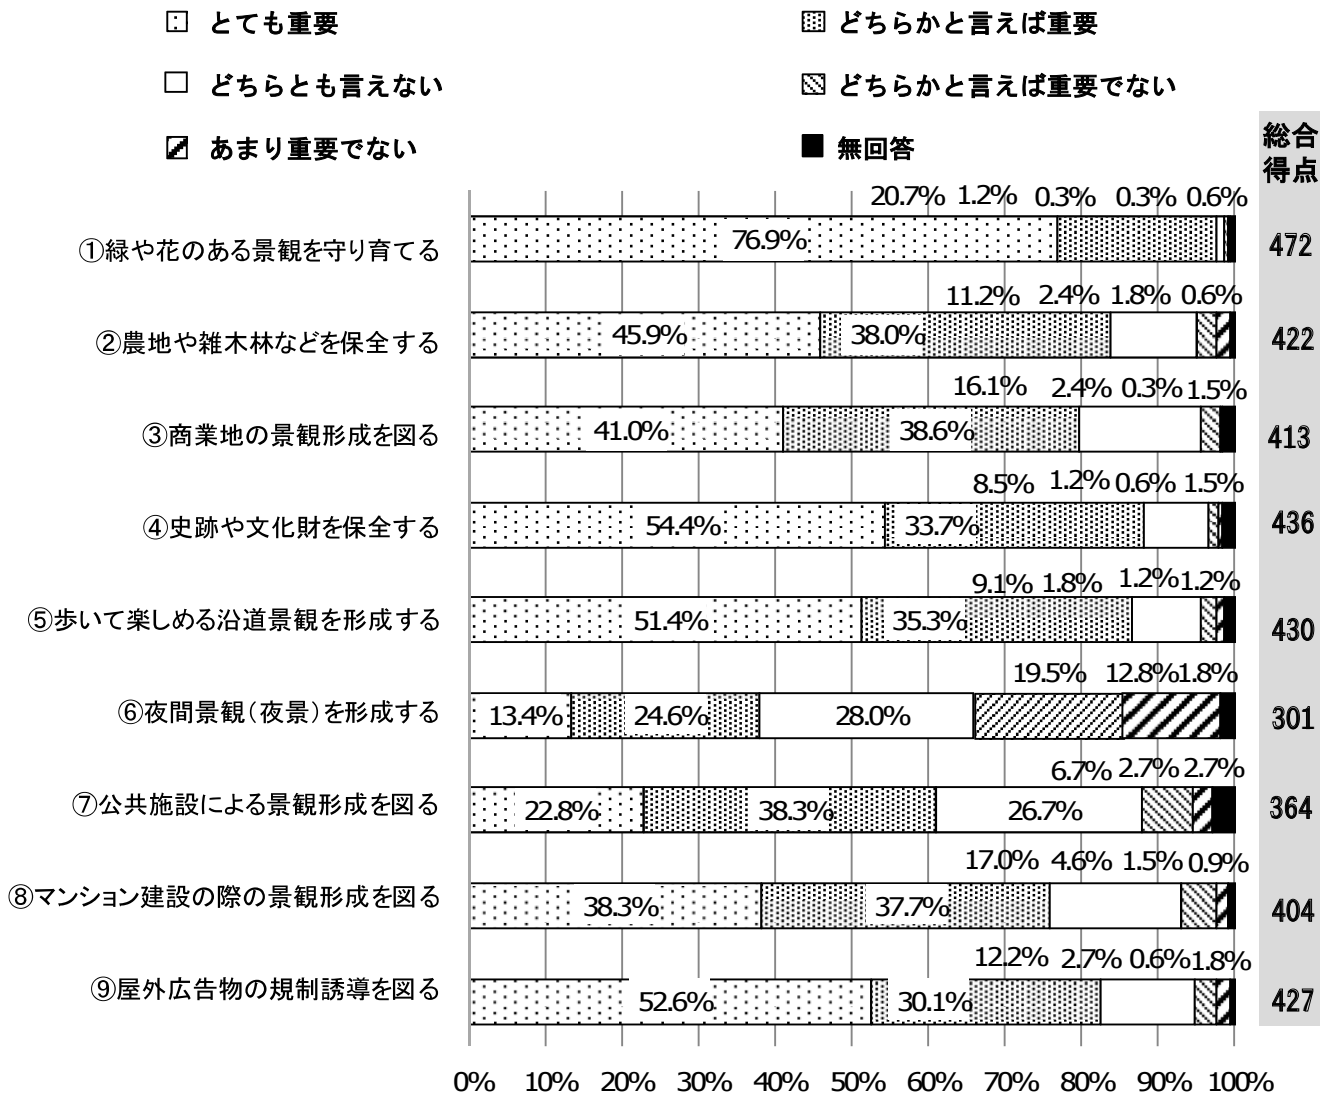 とても重要 どちらかと言えば重要
どちらとも言えない どちらかと言えば重要でない
あまり重要でない 無回答
総合
得点
20.7% 1.2% 0.3% 0.3% 0.6%
①緑や花のある景観を守り育てる 76.9% 472
11.2% 2.4% 1.8% 0.6%
②農地や雑木林などを保全する 45.9% 38.0% 422
16.1% 2.4% 0.3% 1.5%
③商業地の景観形成を図る 41.0% 38.6% 413
8.5% 1.2% 0.6% 1.5%
④史跡や文化財を保全する 54.4% 33.7% 436
9.1% 1.8% 1.2% 1.2%
⑤歩いて楽しめる沿道景観を形成する 51.4% 35.3% 430
19.5% 12.8% 1.8%
⑥夜間景観（夜景）を形成する 13.4% 24.6% 28.0% 301
6.7% 2.7% 2.7%
⑦公共施設による景観形成を図る 22.8% 38.3% 26.7% 364
17.0% 4.6% 1.5% 0.9%
⑧マンション建設の際の景観形成を図る 38.3% 37.7% 404
12.2% 2.7% 0.6% 1.8%
⑨屋外広告物の規制誘導を図る 52.6% 30.1% 427
0% 10% 20% 30% 40% 50% 60% 70% 80% 90% 100%